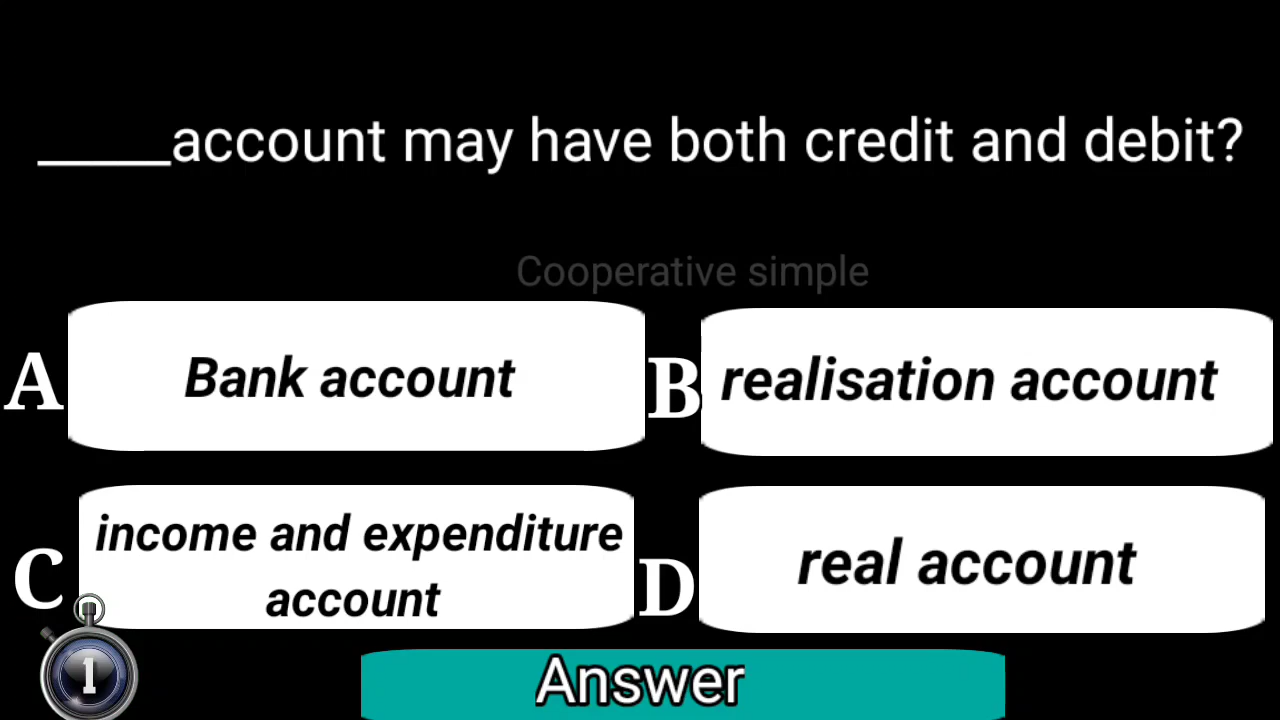 _____account may have both credit and debit?
Cooperative simple
A Bank account
B realisation account
C income and expenditure
account
D real account
1
Answer